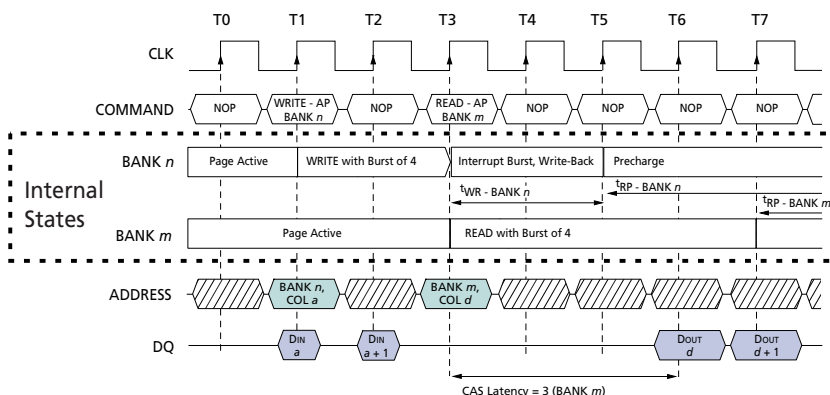 T0 T1 T2 T3 T4 T5 T6 T7
CLK
COMMAND NOP WRITE - AP BANK n NOP READ - AP BANK m NOP NOP NOP NOP
Internal States
BANK n Page Active WRITE with Burst of 4 Interrupt Burst, Write-Back Precharge
tWR - BANK n tRP - BANK n
tRP - BANK m
BANK m Page Active READ with Burst of 4
ADDRESS BANK n, COL a BANK m, COL d
DQ DIN a DIN a + 1 DOUT d DOUT d + 1
CAS Latency = 3 (BANK m)